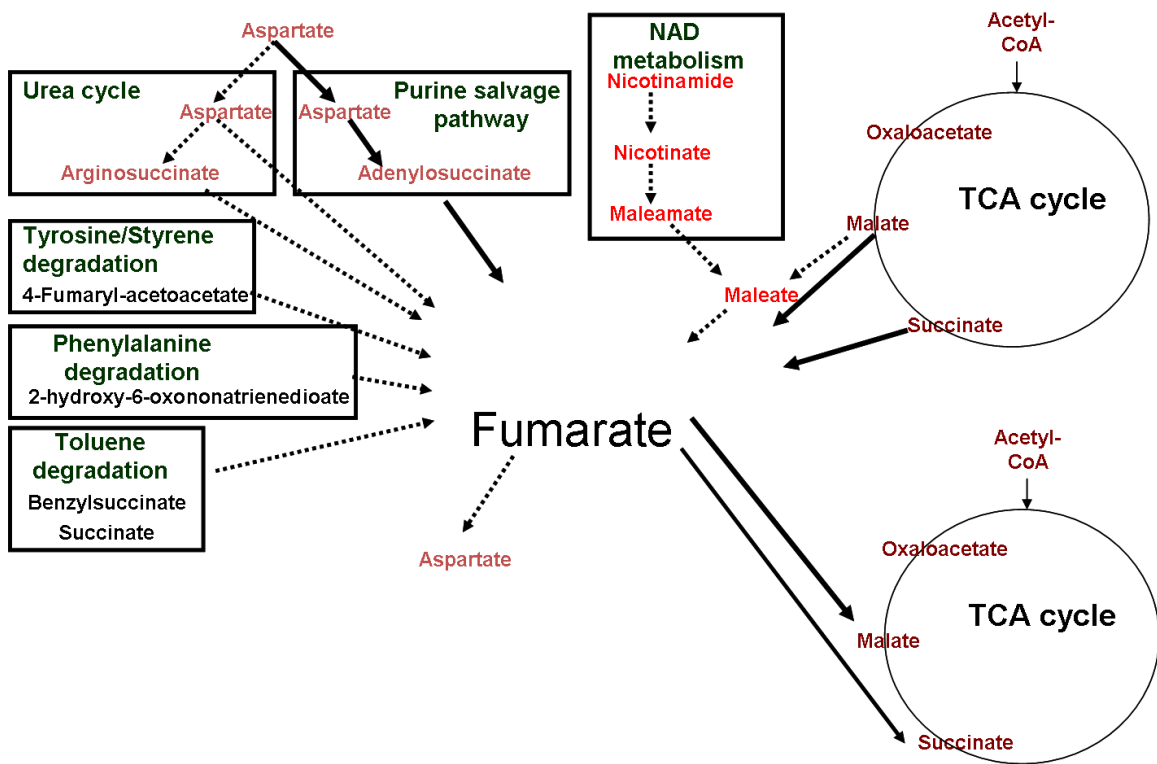 Aspartate
Urea cycle
Aspartate
Arginosuccinate
Purine salvage
pathway
Aspartate
Adenylosuccinate
NAD
metabolism
Nicotinamide
Nicotinate
Maleamate
Maleate
Acetyl-
CoA
Oxaloacetate
TCA cycle
Malate
Succinate
Tyrosine/Styrene
degradation
4-Fumaryl-acetoacetate
Phenylalanine
degradation
2-hydroxy-6-oxononatrienedioate
Toluene
degradation
Benzylsuccinate
Succinate
Fumarate
Aspartate
Acetyl-
CoA
Oxaloacetate
TCA cycle
Malate
Succinate